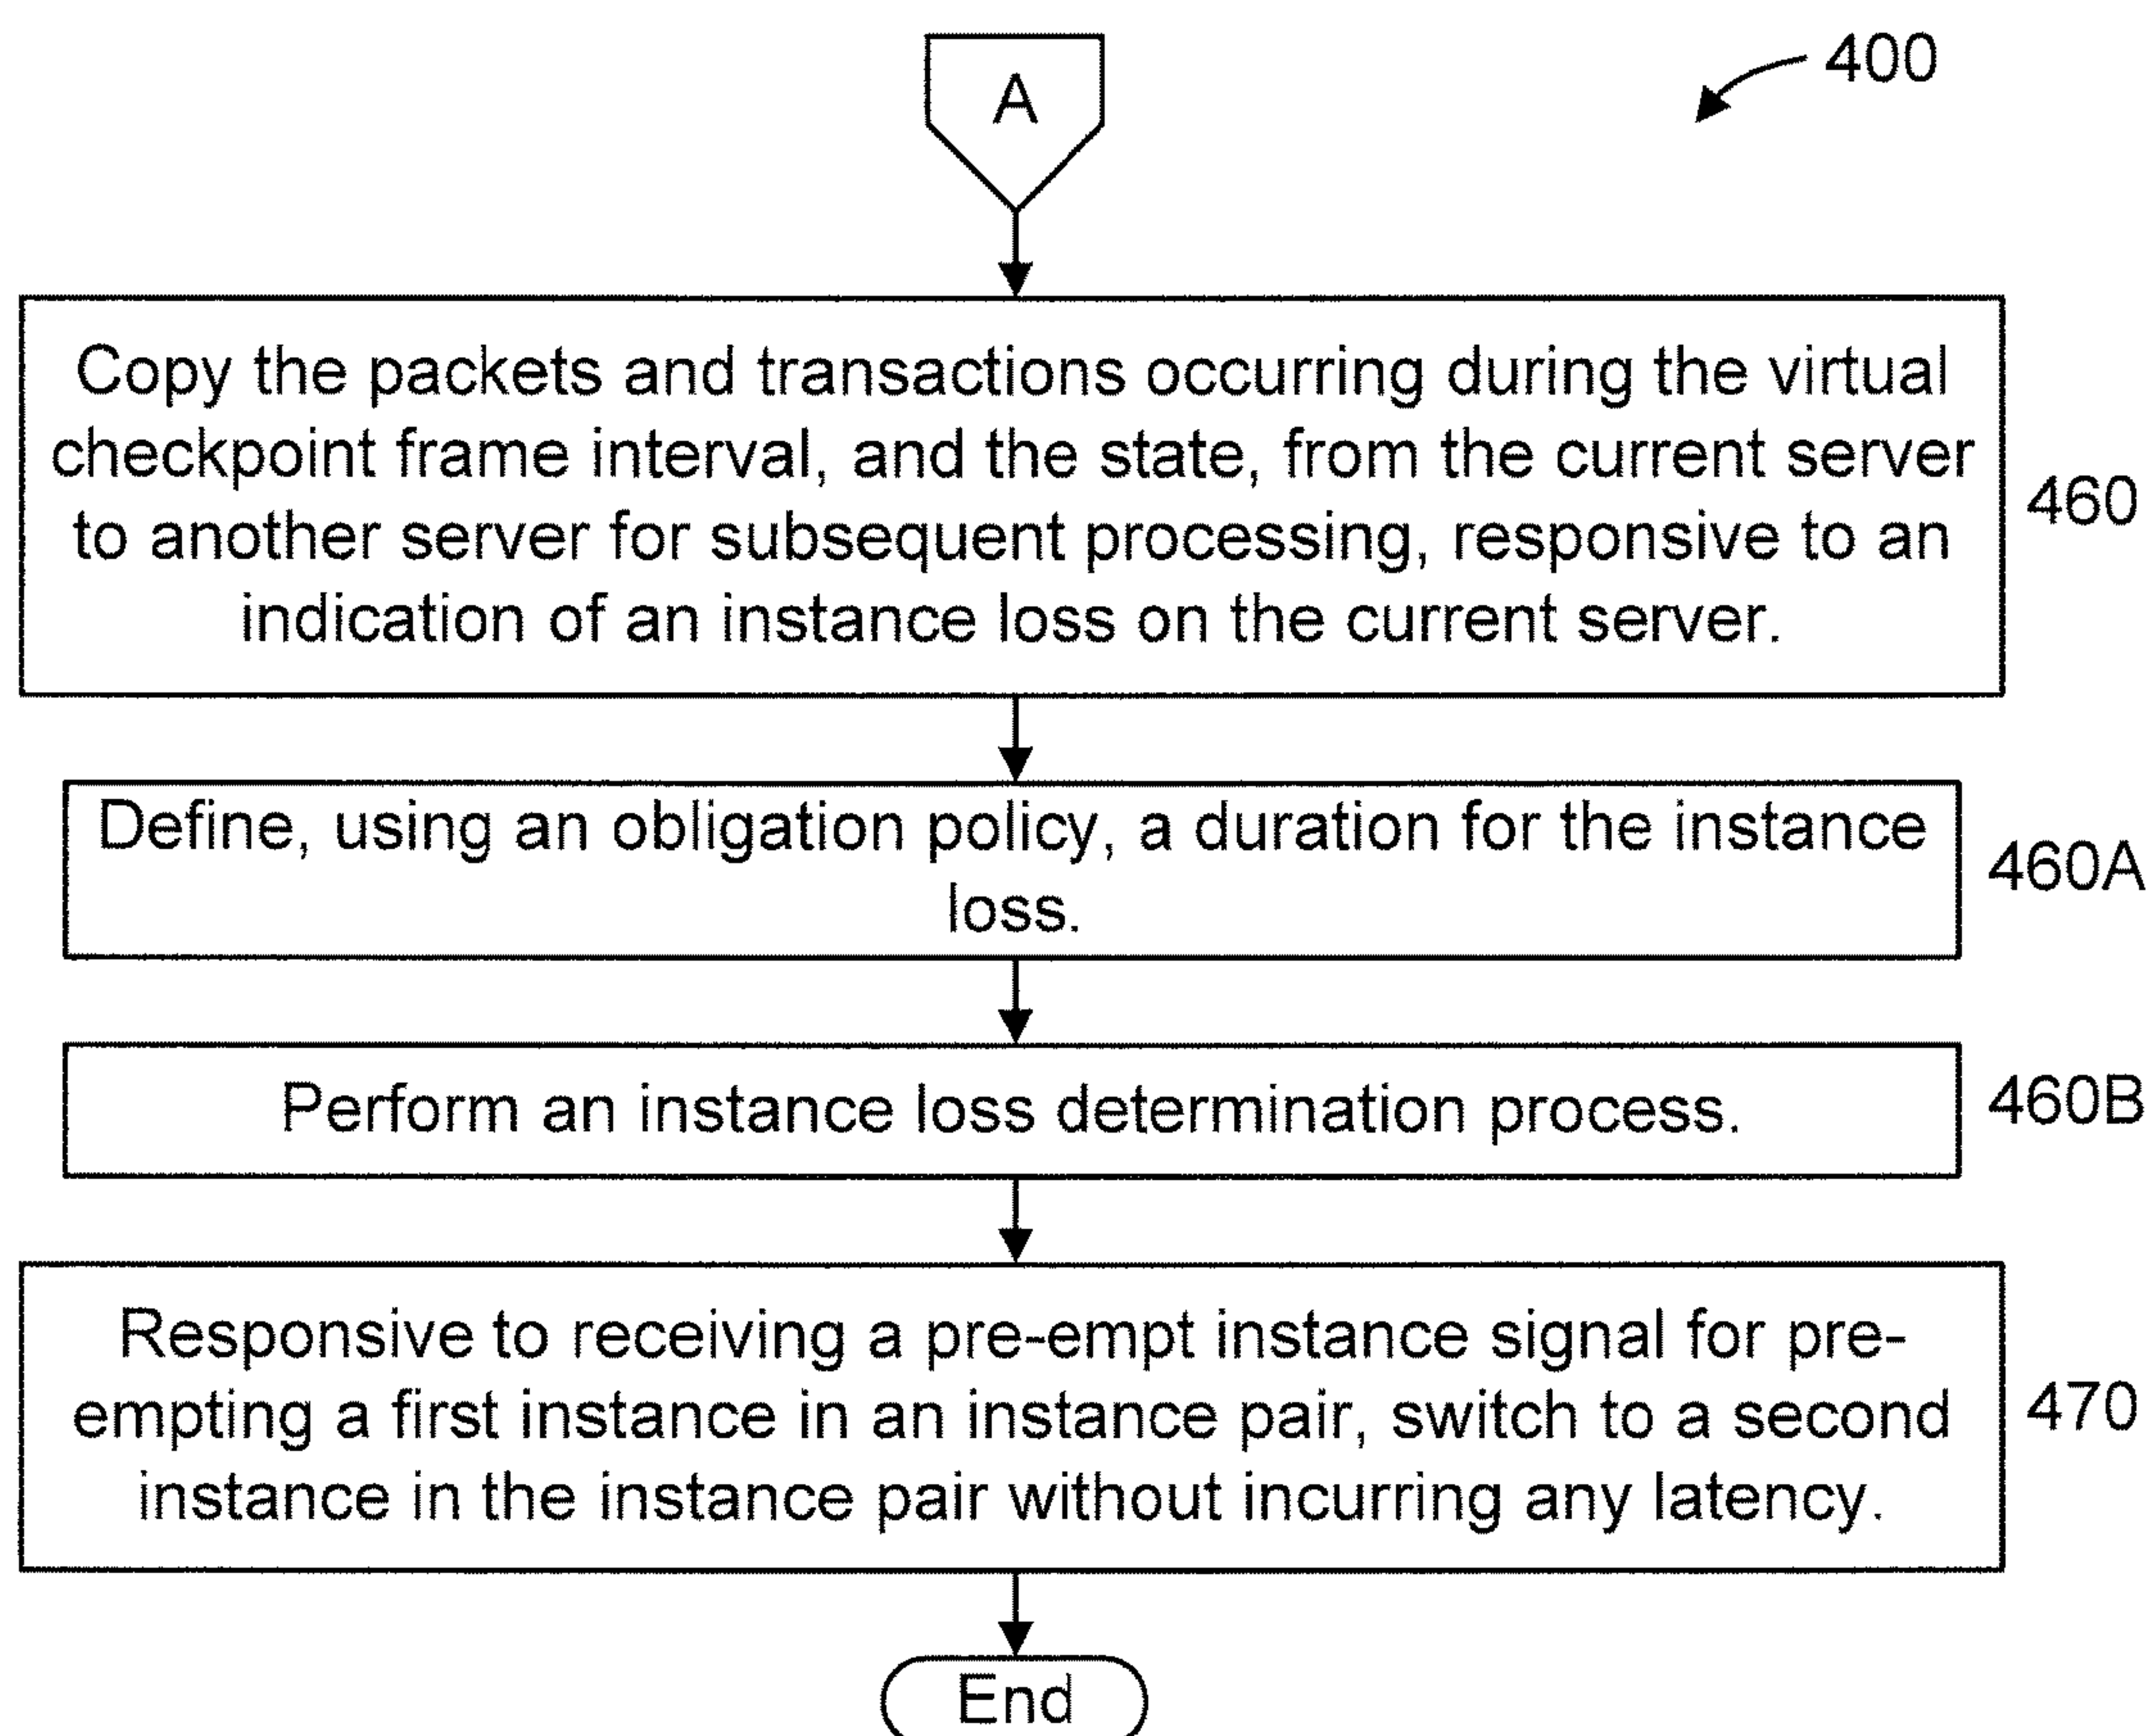 A
400
Copy the packets and transactions occurring during the virtual
checkpoint frame interval, and the state, from the current server
to another server for subsequent processing, responsive to an
indication of an instance loss on the current server.
460
Define, using an obligation policy, a duration for the instance
loss.
460A
Perform an instance loss determination process.
460B
Responsive to receiving a pre-empt instance signal for pre-
empting a first instance in an instance pair, switch to a second
instance in the instance pair without incurring any latency.
470
End